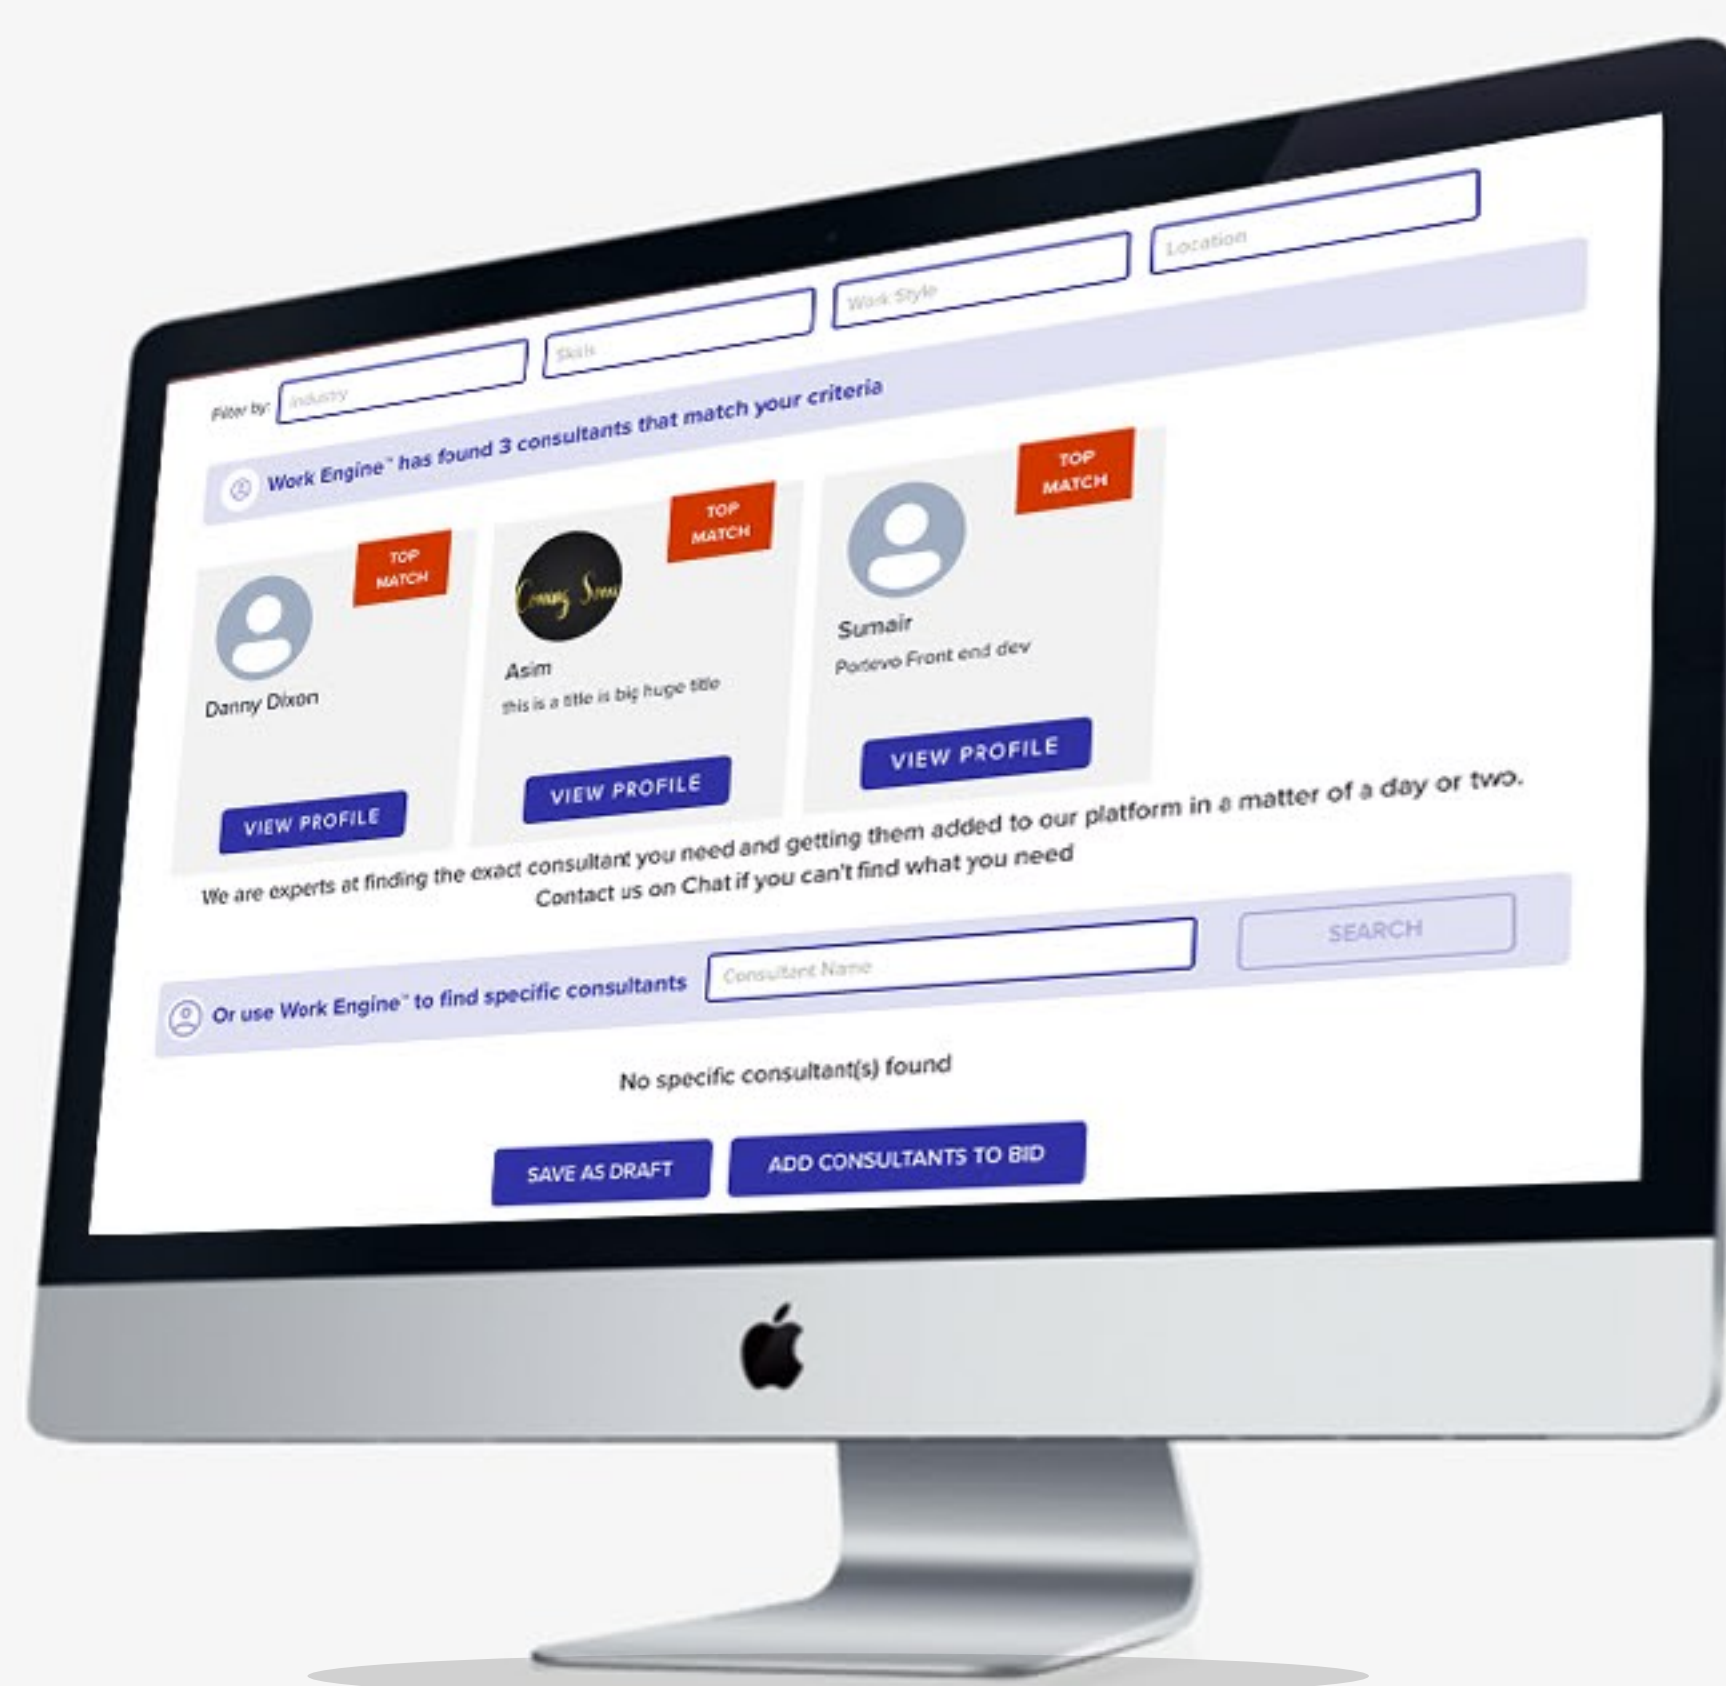 Filter by:
Industry
Skills
Work Style
Location
Work Engine™ has found 3 consultants that match your criteria
TOP
MATCH
Danny Dixon
VIEW PROFILE
TOP
MATCH
Coming Soon
Asim
this is a title is big huge title
VIEW PROFILE
TOP
MATCH
Sumair
Portevo Front end dev
VIEW PROFILE
We are experts at finding the exact consultant you need and getting them added to our platform in a matter of a day or two.
Contact us on Chat if you can't find what you need
Or use Work Engine™ to find specific consultants
Consultant Name
SEARCH
No specific consultant(s) found
SAVE AS DRAFT
ADD CONSULTANTS TO BID